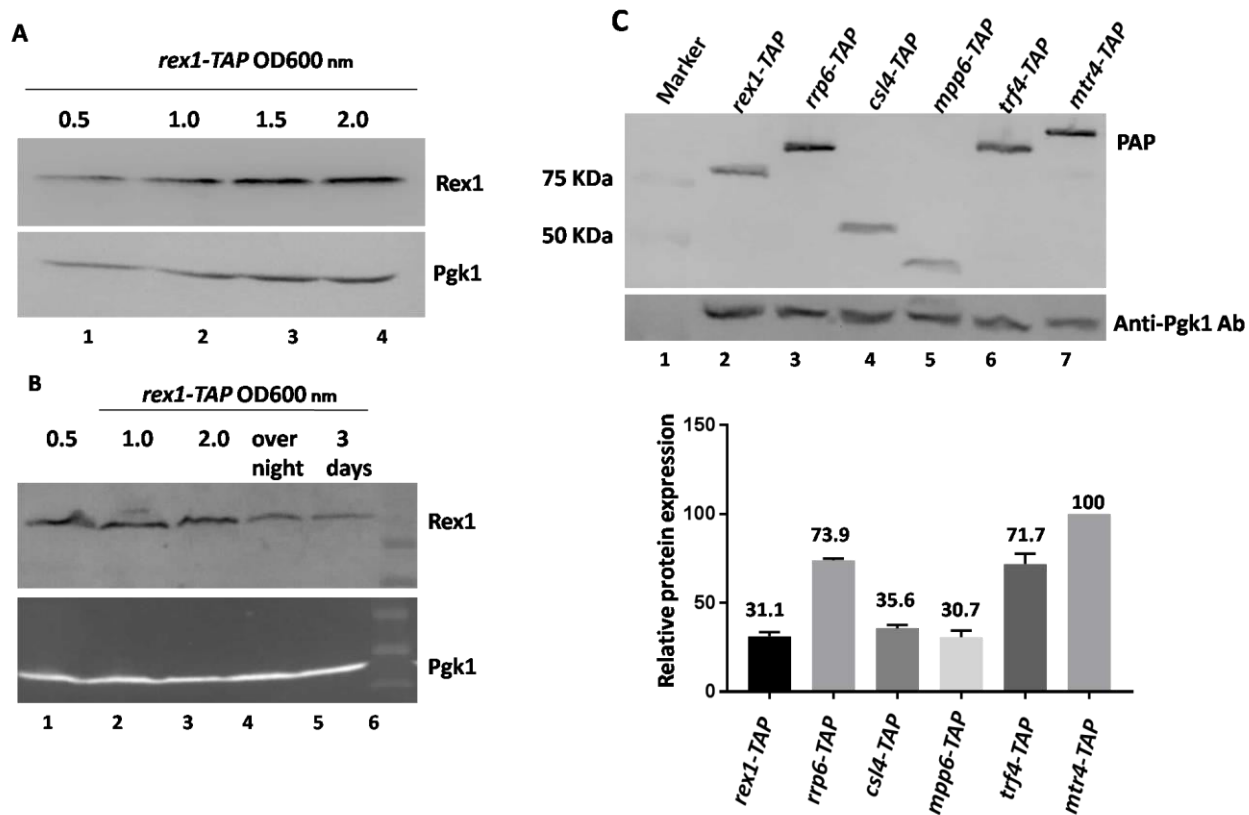 A
rex1-TAP OD600 nm
0.5 1.0 1.5 2.0
Rex1
Pgk1
1 2 3 4
B
rex1-TAP OD600 nm
0.5 1.0 2.0 over 3
night days
Rex1
Pgk1
1 2 3 4 5 6
C
Marker rex1-TAP rrp6-TAP csl4-TAP mpp6-TAP trf4-TAP mtr4-TAP
PAP
75 KDa
50 KDa
Anti-Pgk1 Ab
1 2 3 4 5 6 7
Relative protein expression
150
100
50
0
31.1 73.9 35.6 30.7 71.7 100
rex1-TAP rrp6-TAP csl4-TAP mpp6-TAP trf4-TAP mtr4-TAP